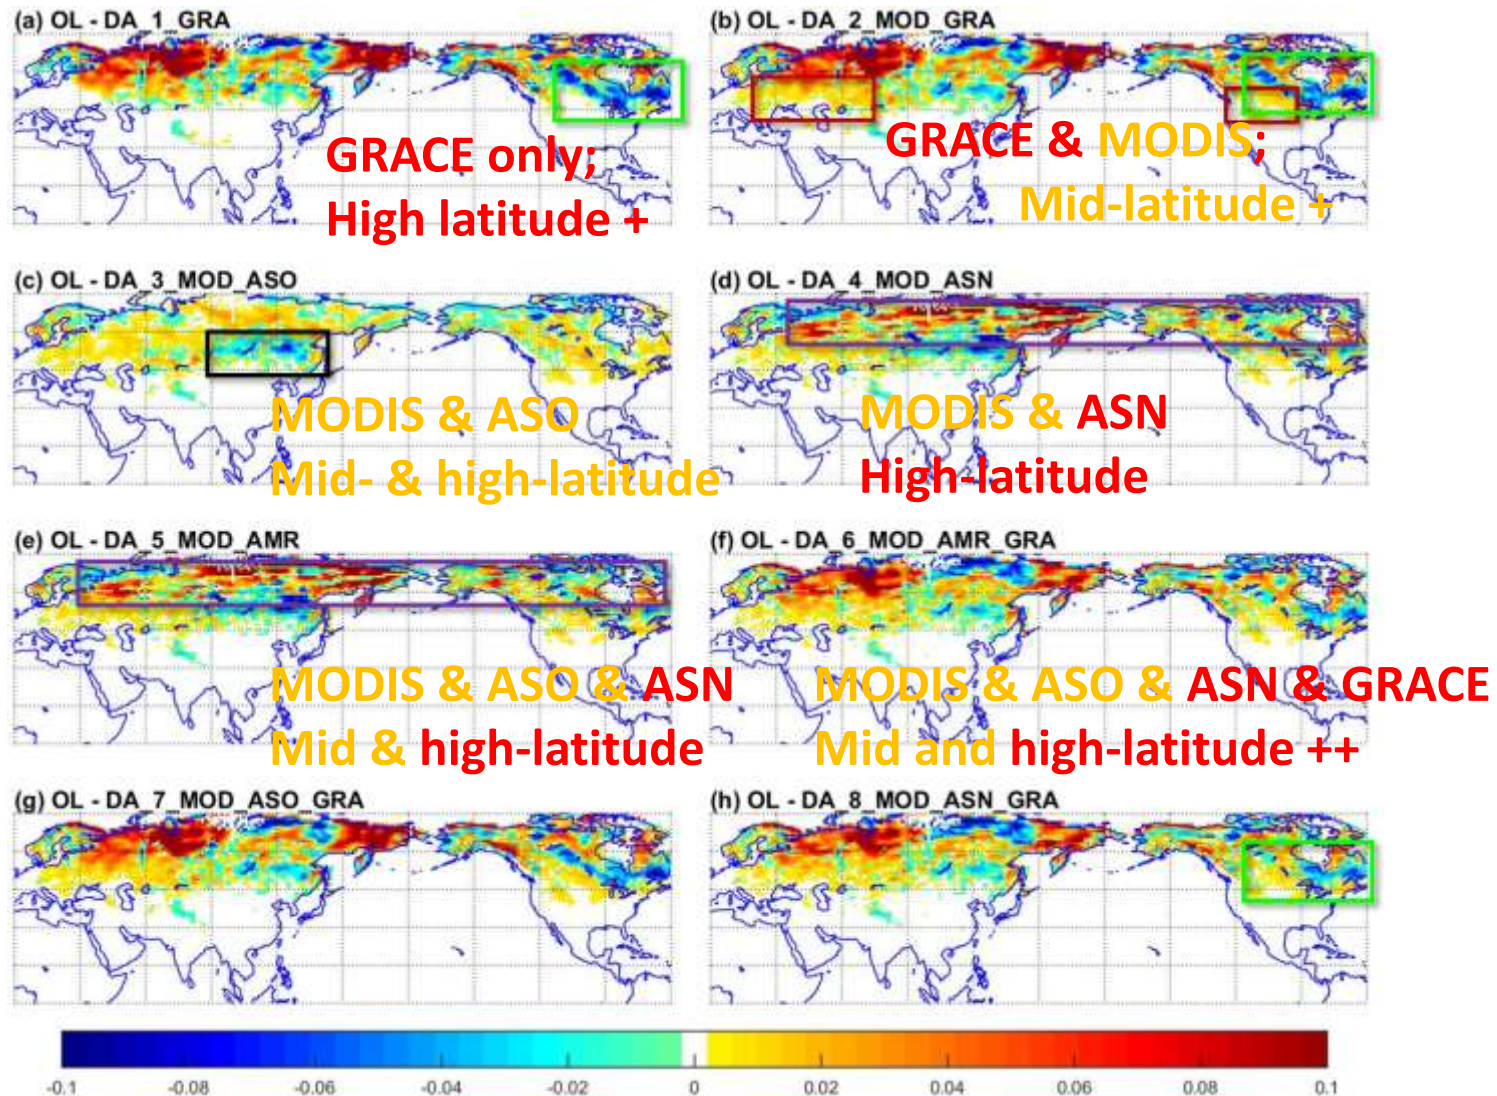 (a) OL - DA_1_GRA
(b) OL - DA_2_MOD_GRA
GRACE only;
High latitude +
GRACE & MODIS;
Mid-latitude +
(c) OL - DA_3_MOD_ASO
(d) OL - DA_4_MOD_ASN
MODIS & ASO
Mid- & high-latitude
MODIS & ASN
High-latitude
(e) OL - DA_5_MOD_AMR
(f) OL - DA_6_MOD_AMR_GRA
MODIS & ASO & ASN
Mid & high-latitude
MODIS & ASO & ASN & GRACE
Mid and high-latitude ++
(g) OL - DA_7_MOD_ASO_GRA
(h) OL - DA_8_MOD_ASN_GRA
-0.1 -0.08 -0.06 -0.04 -0.02 0 0.02 0.04 0.06 0.08 0.1